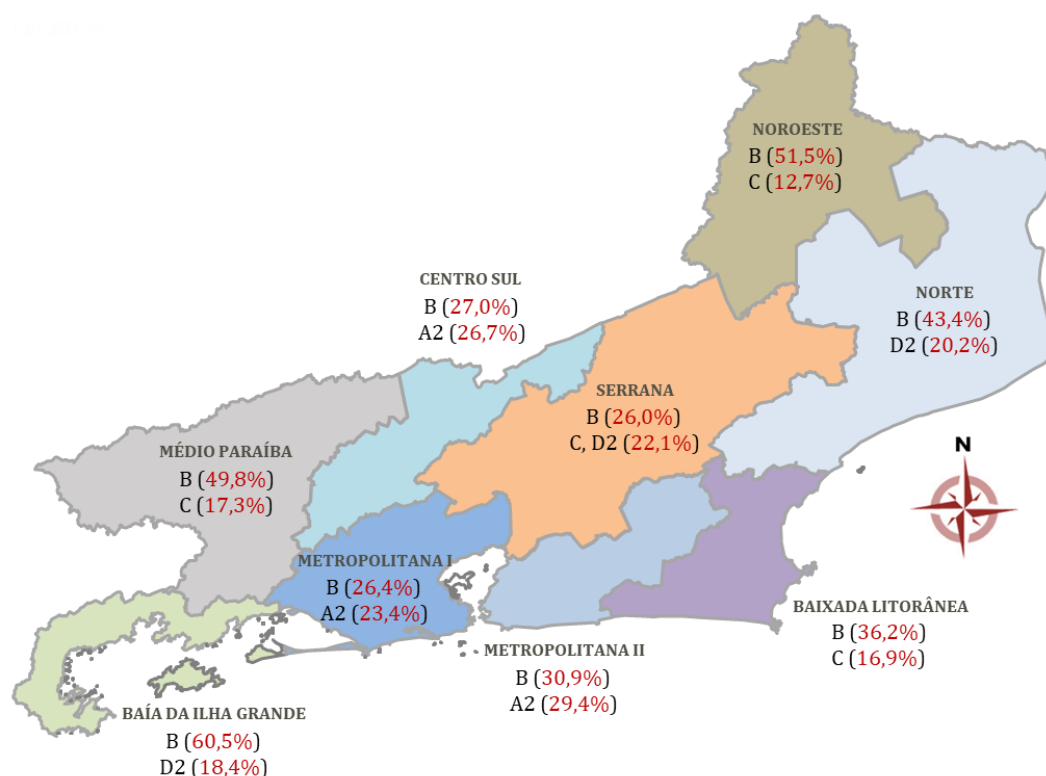 NOROESTE
B (51,5%)
C (12,7%)
CENTRO SUL
B (27,0%)
A2 (26,7%)
NORTE
B (43,4%)
D2 (20,2%)
SERRANA
B (26,0%)
C, D2 (22,1%)
MÉDIO PARAÍBA
B (49,8%)
C (17,3%)
N
METROPOLITANA I
B (26,4%)
A2 (23,4%)
BAIXADA LITORÂNEA
B (36,2%)
C (16,9%)
METROPOLITANA II
B (30,9%)
A2 (29,4%)
BAÍA DA ILHA GRANDE
B (60,5%)
D2 (18,4%)